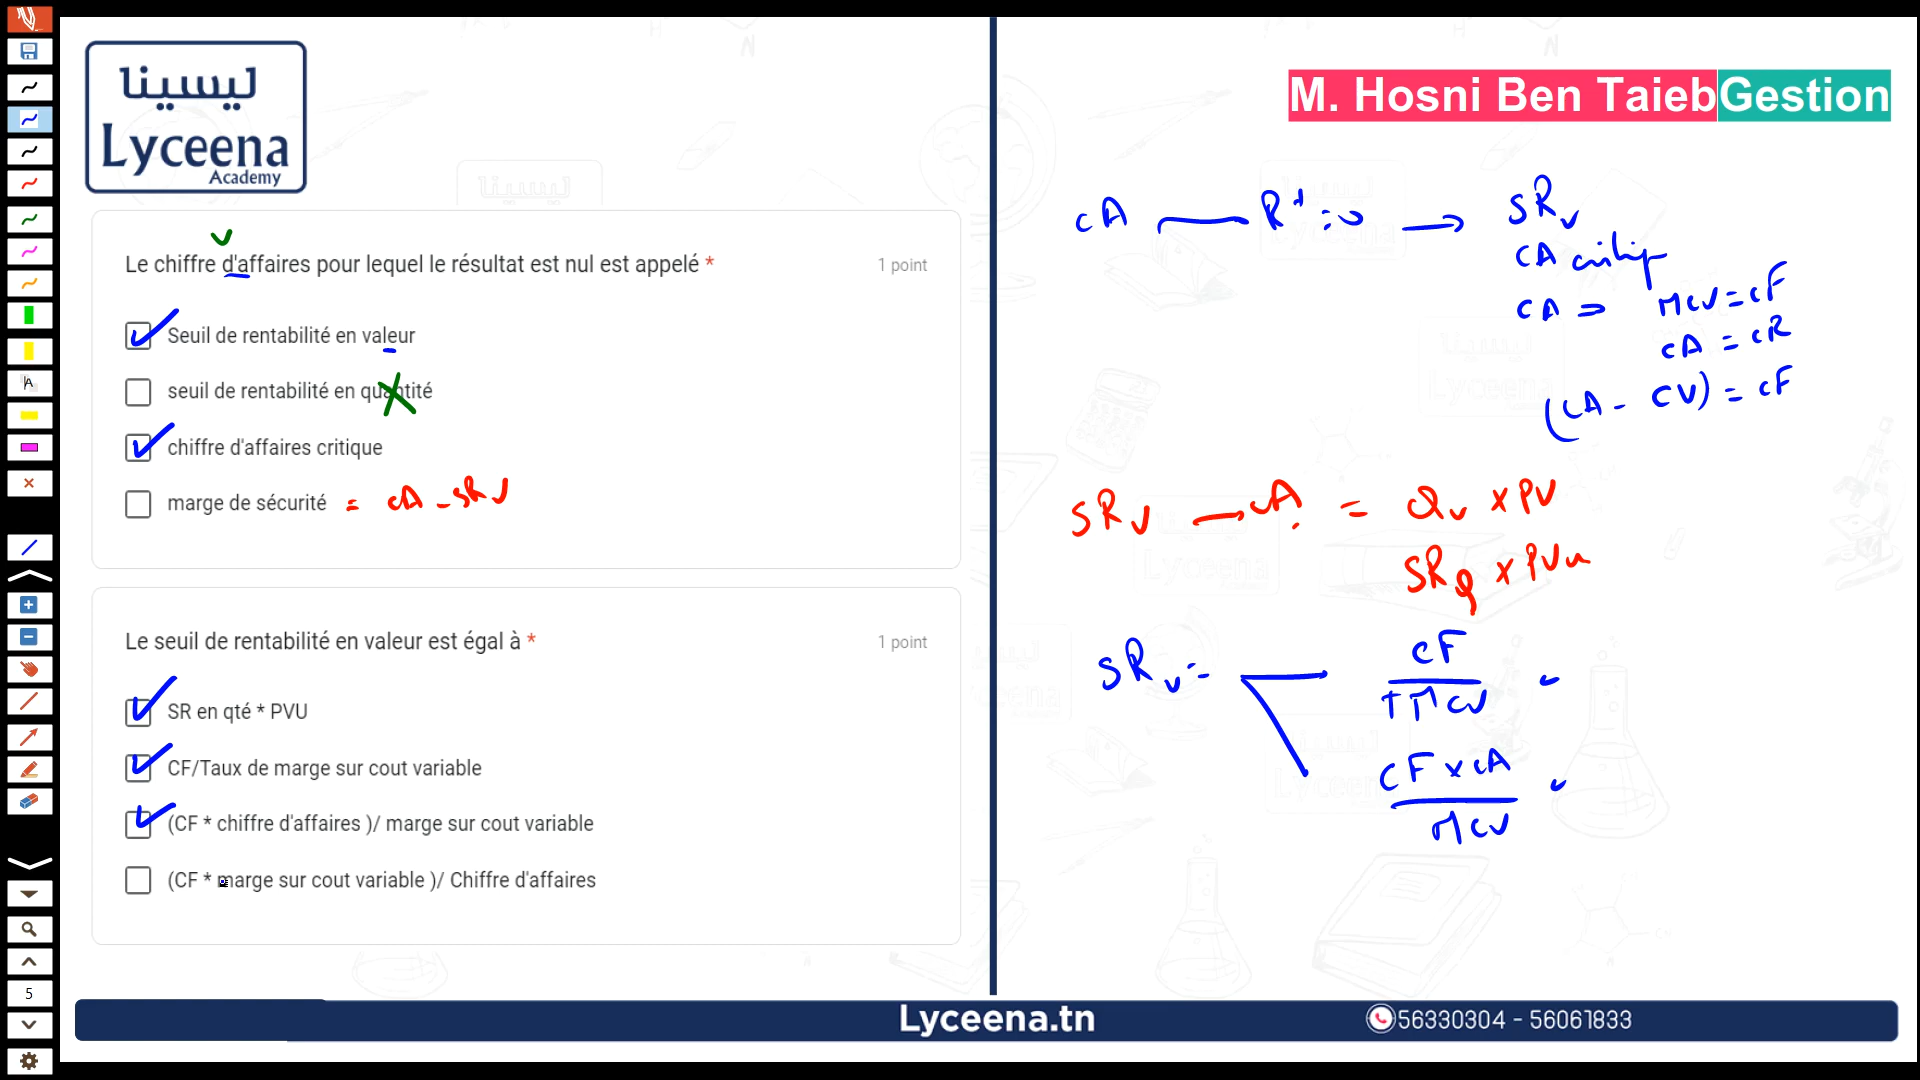 ليسينا
Lyceena
Academy
M. Hosni Ben Taieb Gestion
Le chiffre d'affaires pour lequel le résultat est nul est appelé *
1 point
Seuil de rentabilité en valeur
seuil de rentabilité en quantité
chiffre d'affaires critique
marge de sécurité = CA - SRV
Le seuil de rentabilité en valeur est égal à *
1 point
SR en qté * PVU
CF/Taux de marge sur cout variable
(CF * chiffre d'affaires )/ marge sur cout variable
(CF * marge sur cout variable )/ Chiffre d'affaires
CA R+ = 0 → SRv
CA critique
CA => MCV = CF
CA = CR
(CA - CV) = CF
SRv → CA = Qv x PV
SRQ x PVu
SRv =
CF
TMCV
CF x CA
MCV
5
Lyceena.tn
56330304 - 56061833